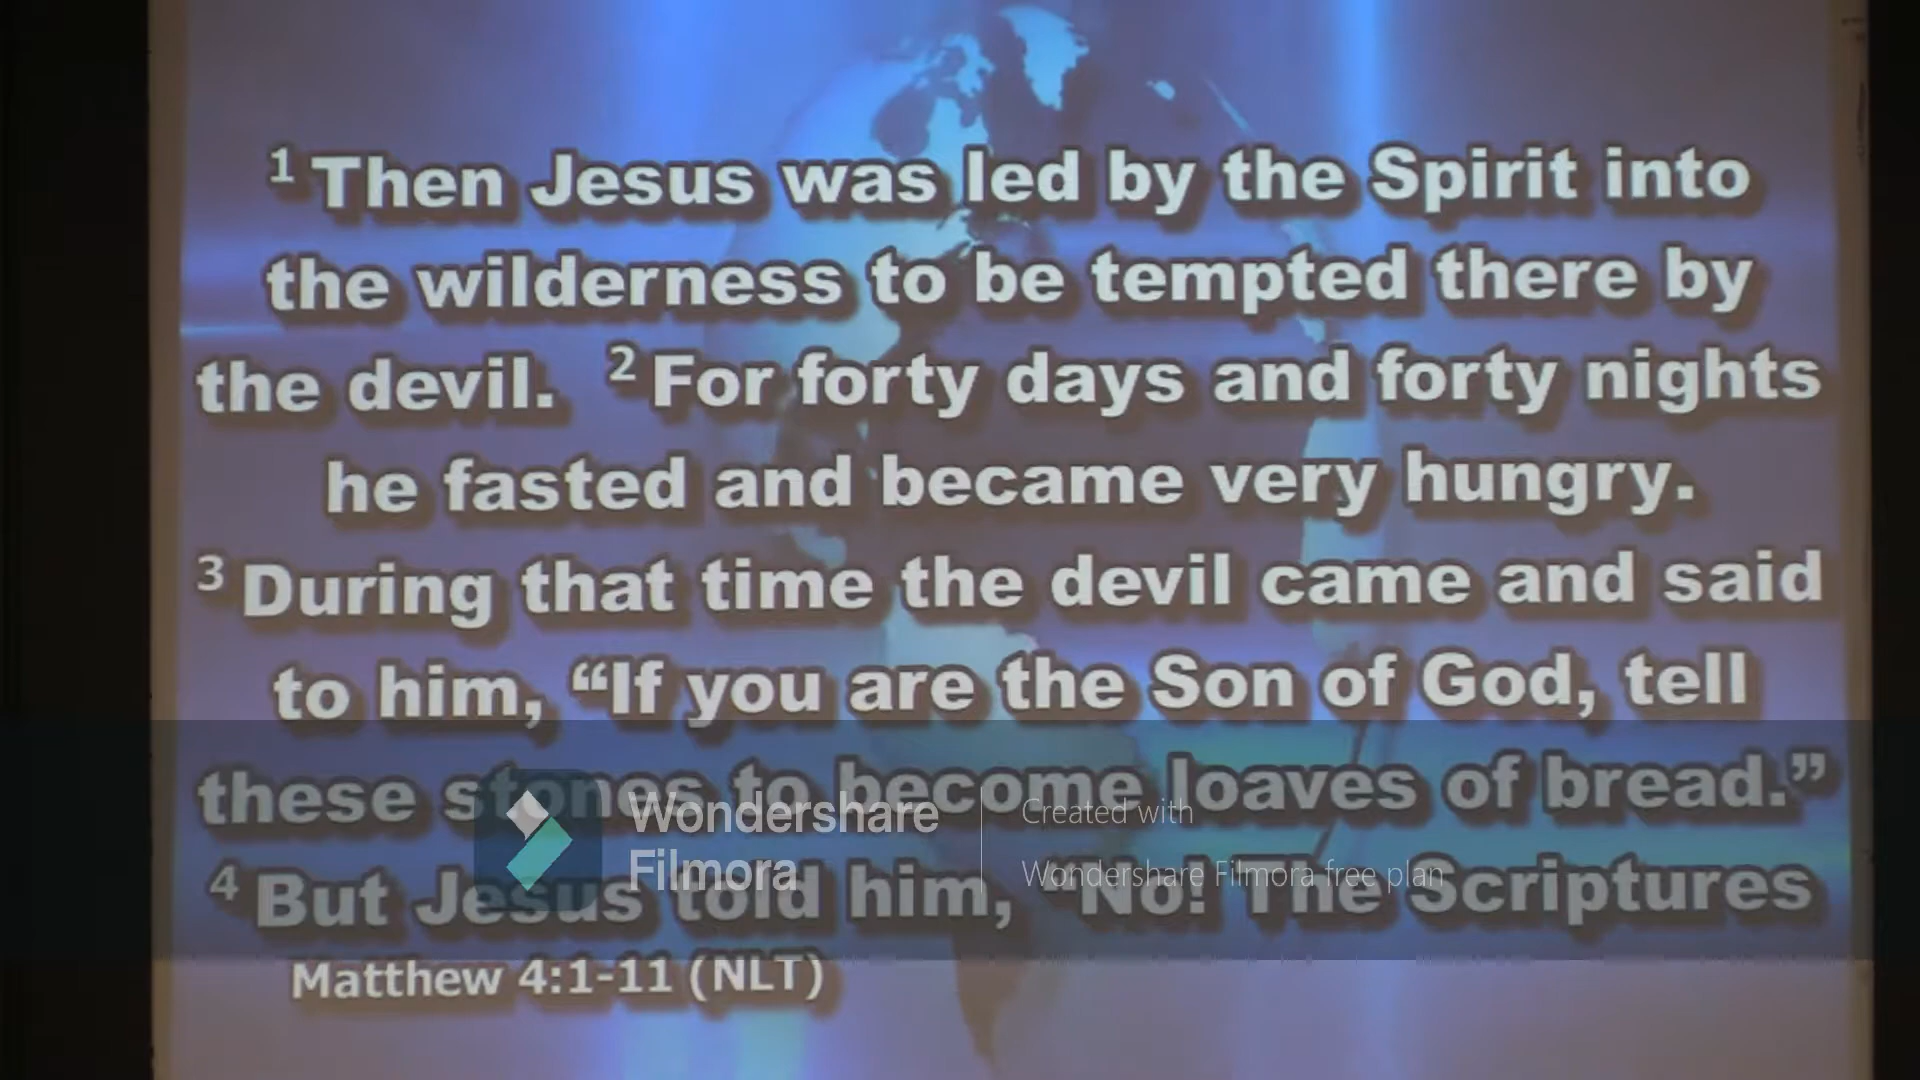 1 Then Jesus was led by the Spirit into
the wilderness to be tempted there by
the devil. 2 For forty days and forty nights
he fasted and became very hungry.
3 During that time the devil came and said
to him, “If you are the Son of God, tell
these stones to become loaves of bread.”
4 But Jesus told him, “No! The Scriptures
Matthew 4:1-11 (NLT)
Wondershare
Filmora
Created with
Wondershare Filmora free plan